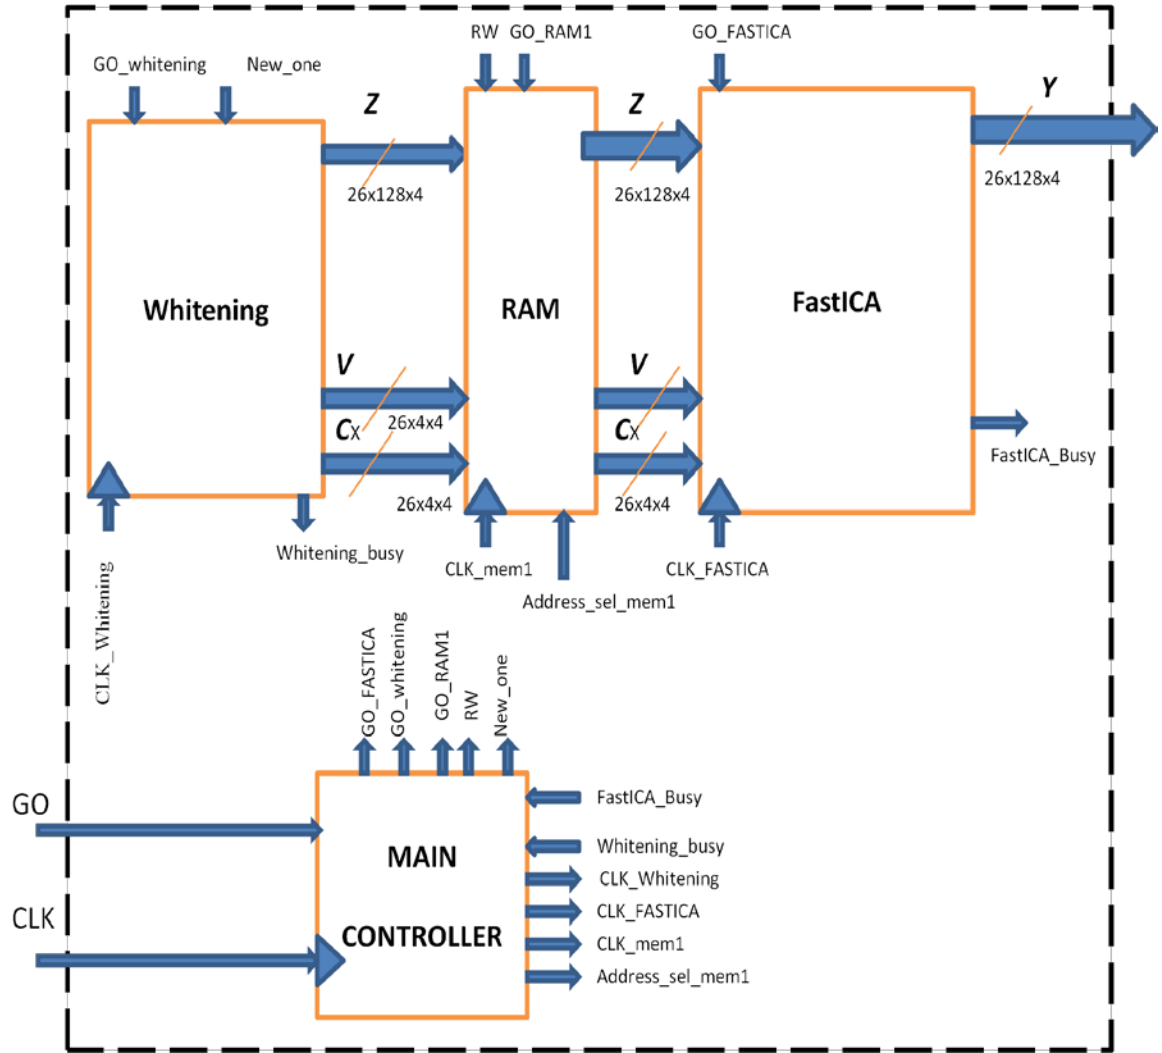 RW
GO_RAM1
GO_FASTICA
GO_whitening
New_one
Z
Z
Y
26x128x4
26x128x4
26x128x4
Whitening
RAM
FastICA
V
V
26x4x4
Cx
Cx
26x4x4
26x4x4
FastICA_Busy
Whitening_busy
CLK_mem1
CLK_FASTICA
Address_sel_mem1
CLK_Whitening
GO_FASTICA
GO_whitening
GO_RAM1
RW
New_one
GO
CLK
MAIN
CONTROLLER
FastICA_Busy
Whitening_busy
CLK_Whitening
CLK_FASTICA
CLK_mem1
Address_sel_mem1